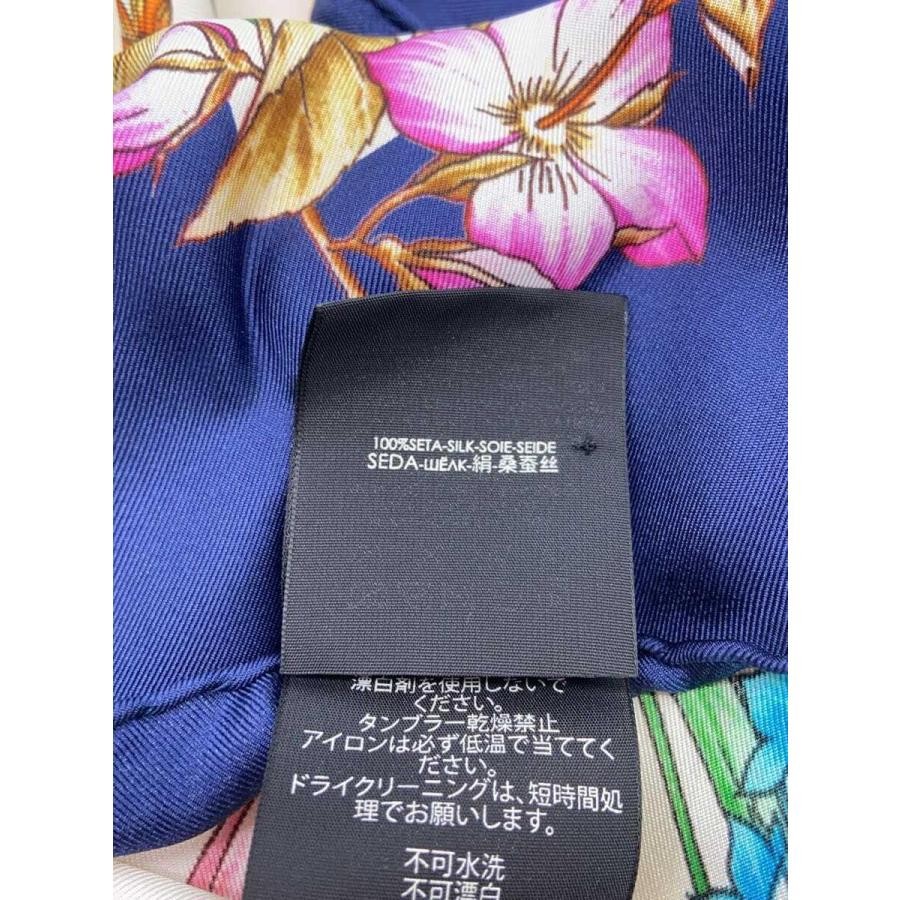 100%SETA-SILK-SOIE-SEIDE
SEDA-ШЁЛК-絹-桑蚕丝
漂白剤を使用しないで
ください。
タンブラー乾燥禁止
アイロンは必ず低温で当ててく
ださい。
ドライクリーニングは、短時間処
理でお願いします。
不可水洗
不可漂白